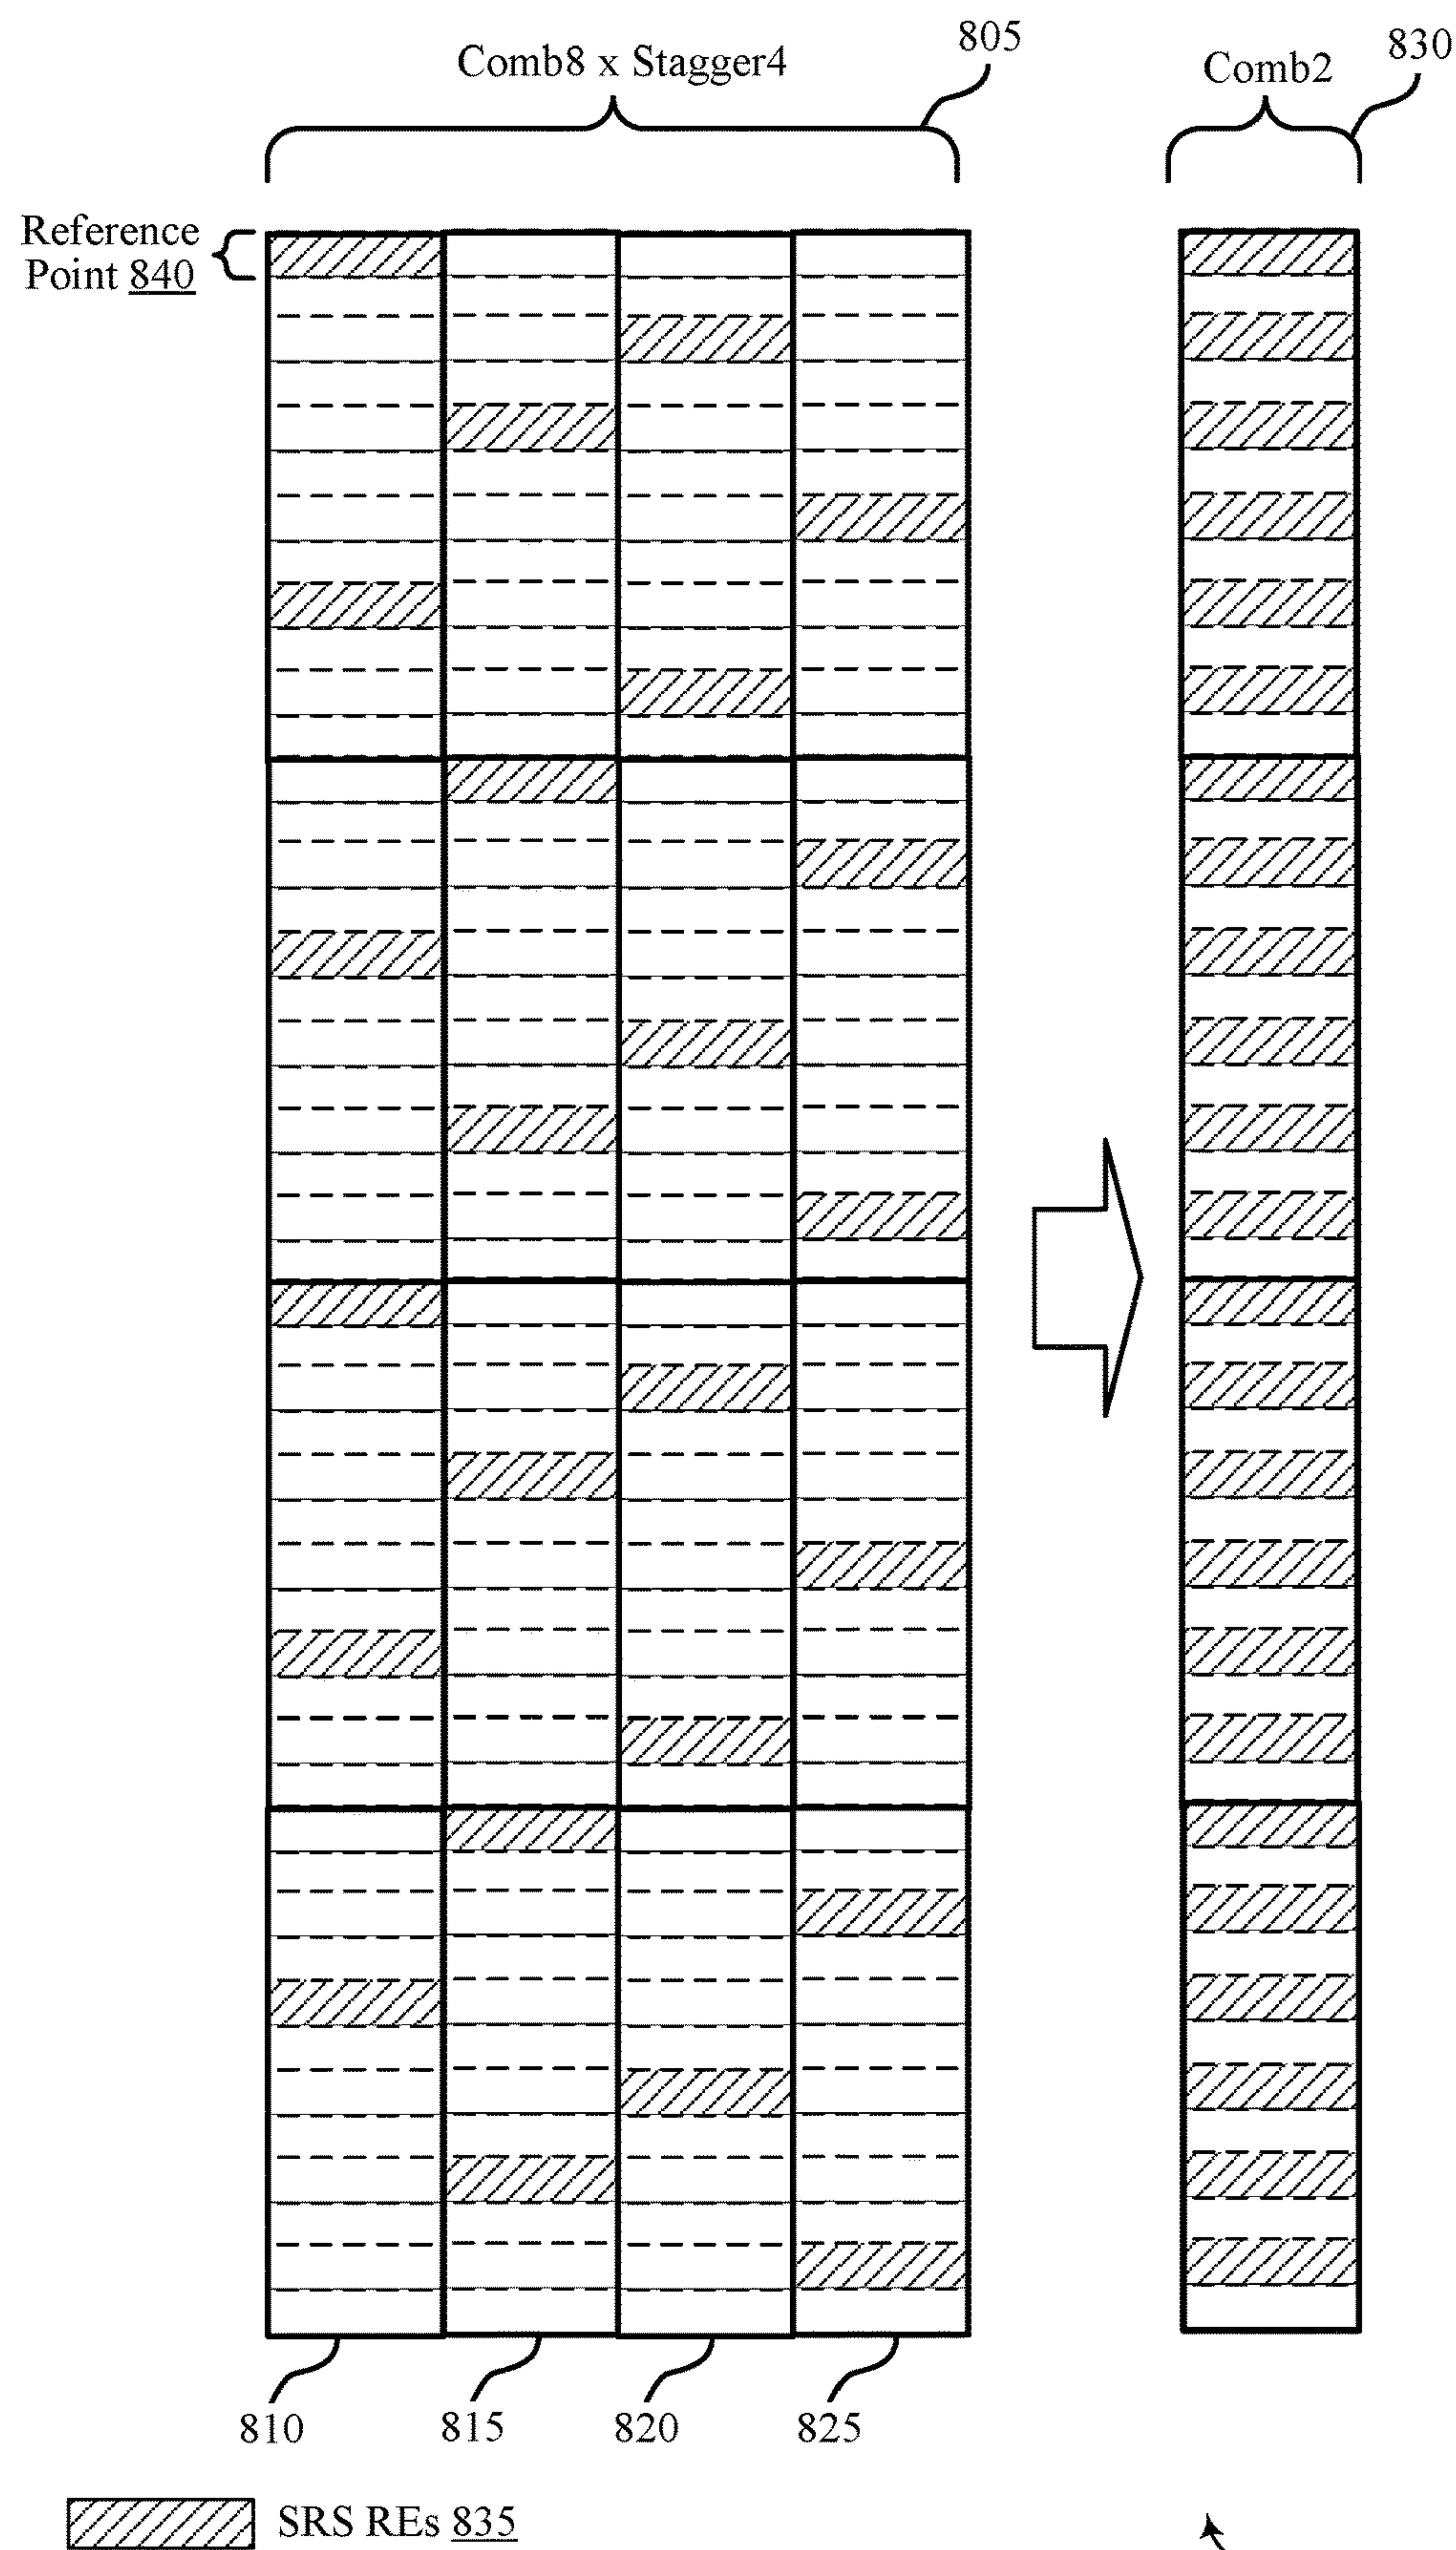 Comb8 x Stagger4
805
Comb2
830
Reference
Point 840
810
815
820
825
SRS REs 835